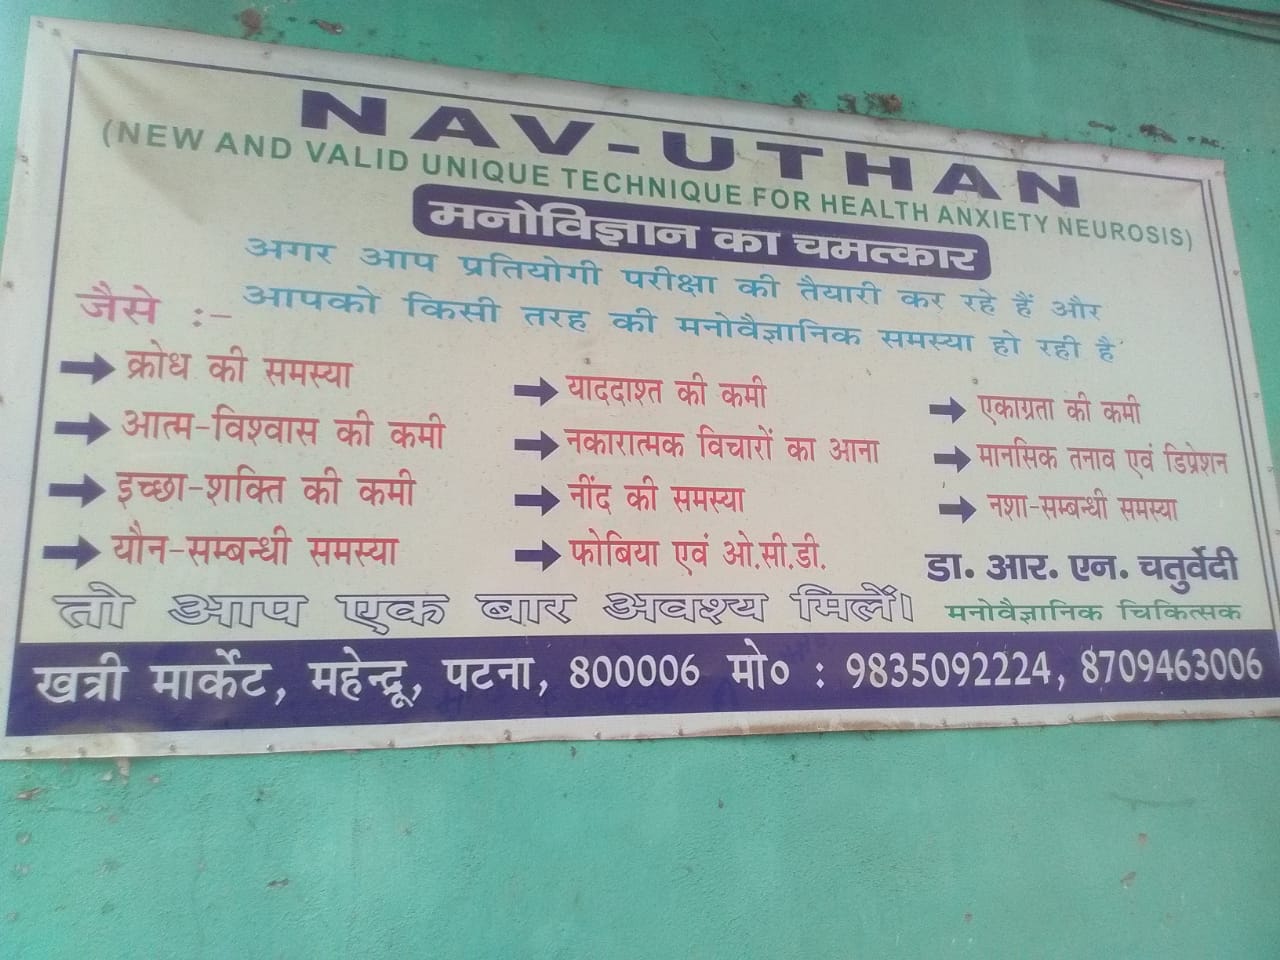 NAV-UTHAN
(NEW AND VALID UNIQUE TECHNIQUE FOR HEALTH ANXIETY NEUROSIS)
मनोविज्ञान का चमत्कार
अगर आप प्रतियोगी परीक्षा की तैयारी कर रहे हैं और
आपको किसी तरह की मनोवैज्ञानिक समस्या हो रही है
जैसे :-
क्रोध की समस्या
आत्म-विश्वास की कमी
इच्छा-शक्ति की कमी
यौन-सम्बन्धी समस्या
याददाश्त की कमी
नकारात्मक विचारों का आना
नींद की समस्या
फोबिया एवं ओ.सी.डी.
एकाग्रता की कमी
मानसिक तनाव एवं डिप्रेशन
नशा-सम्बन्धी समस्या
तो आप एक बार अवश्य मिलें।
डा. आर. एन. चतुर्वेदी
मनोवैज्ञानिक चिकित्सक
खत्री मार्केट, महेन्द्रू, पटना, 800006 मो० : 9835092224, 8709463006